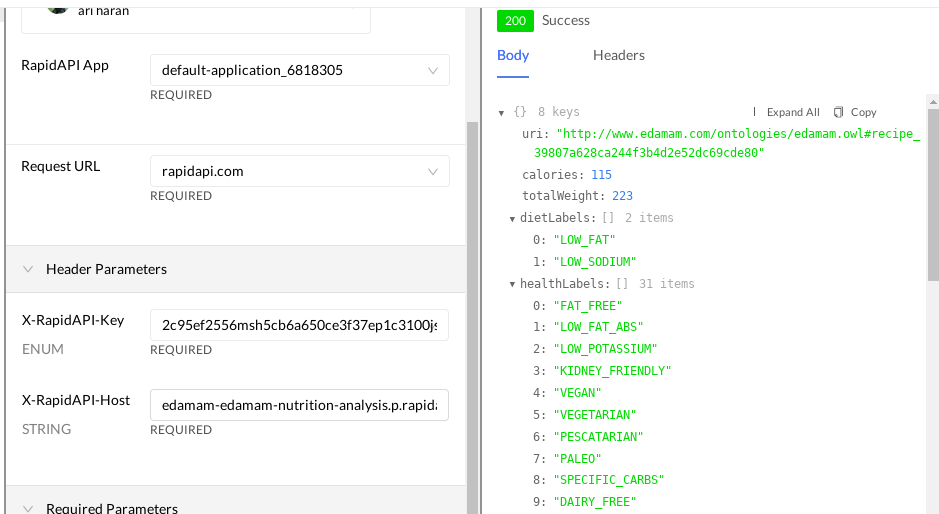 ari haran
RapidAPI App
default-application_6818305
REQUIRED
Request URL
rapidapi.com
REQUIRED
Header Parameters
X-RapidAPI-Key
ENUM
2c95ef2556msh5cb6a650ce3f37ep1c3100js
REQUIRED
X-RapidAPI-Host
STRING
edamam-edamam-nutrition-analysis.p.rapida
REQUIRED
Required Parameters
200 Success
Body Headers
{} 8 keys Expand All Copy
uri: "http://www.edamam.com/ontologies/edamam.owl#recipe_
39807a628ca244f3b4d2e52dc69cde80"
calories: 115
totalWeight: 223
dietLabels: [] 2 items
0: "LOW_FAT"
1: "LOW_SODIUM"
healthLabels: [] 31 items
0: "FAT_FREE"
1: "LOW_FAT_ABS"
2: "LOW_POTASSIUM"
3: "KIDNEY_FRIENDLY"
4: "VEGAN"
5: "VEGETARIAN"
6: "PESCATARIAN"
7: "PALEO"
8: "SPECIFIC_CARBS"
9: "DAIRY_FREE"